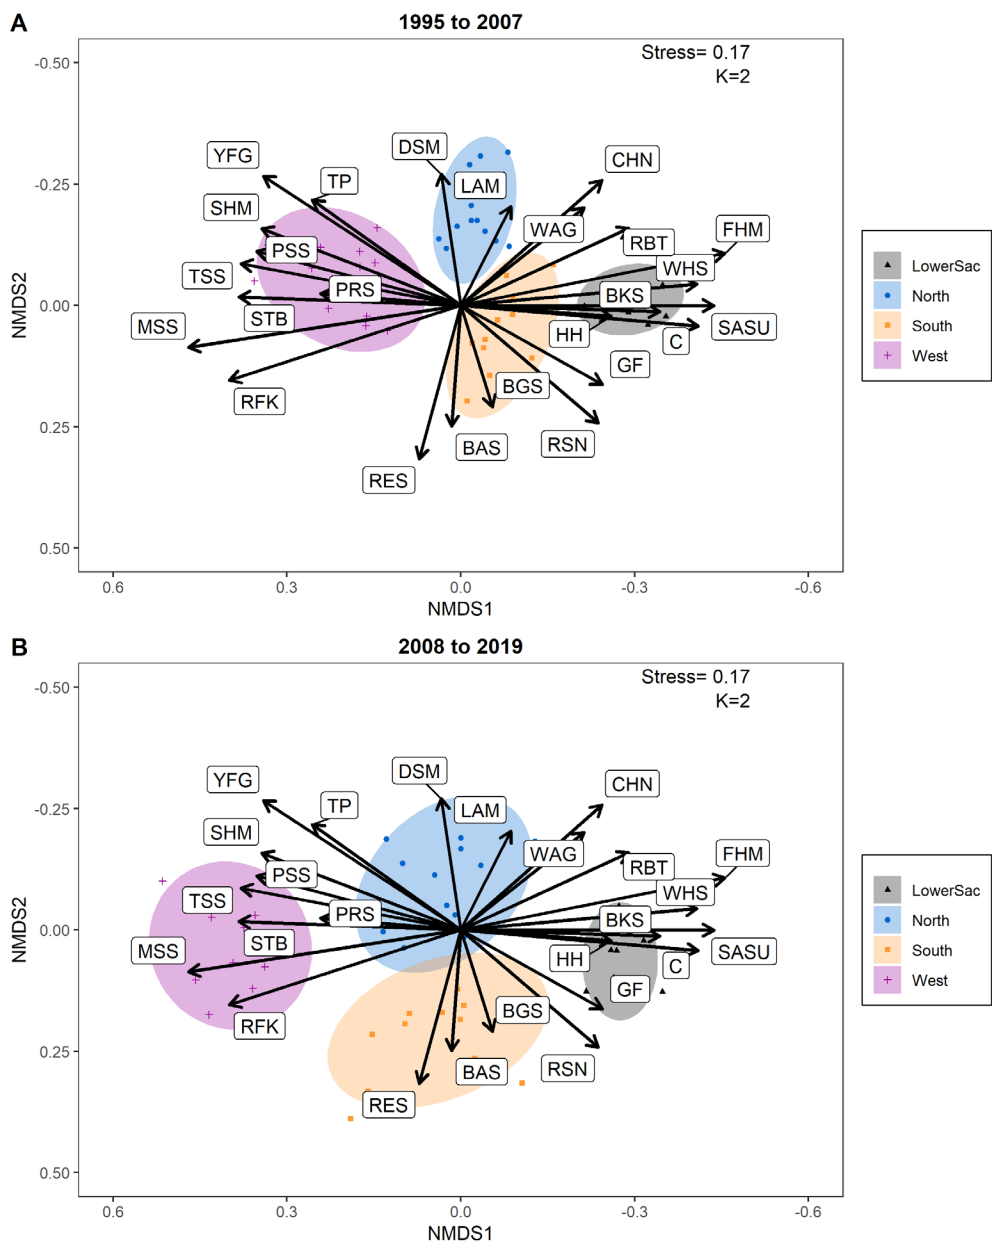 A
1995 to 2007
Stress= 0.17
K=2
-0.50
-0.25
0.00
0.25
0.50
NMDS2
DSM
YFG
CHN
TP
LAM
SHM
WAG
FHM
RBT
PSS
WHS
TSS
PRS
BKS
STB
MSS
HH
C
SASU
GF
BGS
RFK
BAS
RSN
RES
0.6
0.3
0.0
-0.3
-0.6
NMDS1
LowerSac
North
South
West
B
2008 to 2019
Stress= 0.17
K=2
-0.50
-0.25
0.00
0.25
0.50
NMDS2
DSM
YFG
CHN
TP
LAM
SHM
WAG
FHM
RBT
PSS
WHS
TSS
PRS
BKS
STB
MSS
HH
C
SASU
GF
BGS
RFK
BAS
RSN
RES
0.6
0.3
0.0
-0.3
-0.6
NMDS1
LowerSac
North
South
West